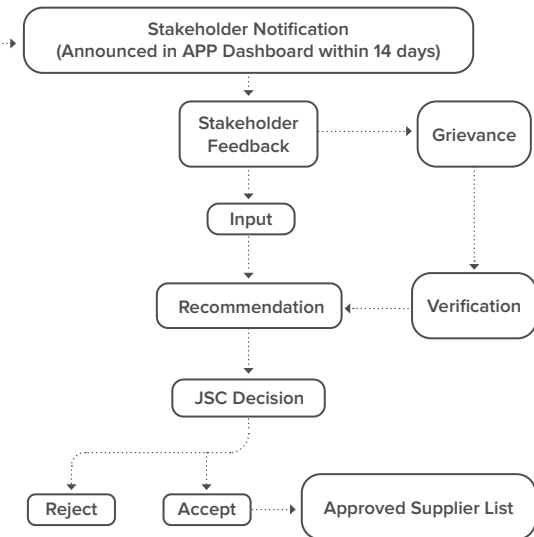 Stakeholder Notification
(Announced in APP Dashboard within 14 days)
Stakeholder
Feedback
Grievance
Input
Recommendation
Verification
JSC Decision
Reject
Accept
Approved Supplier List